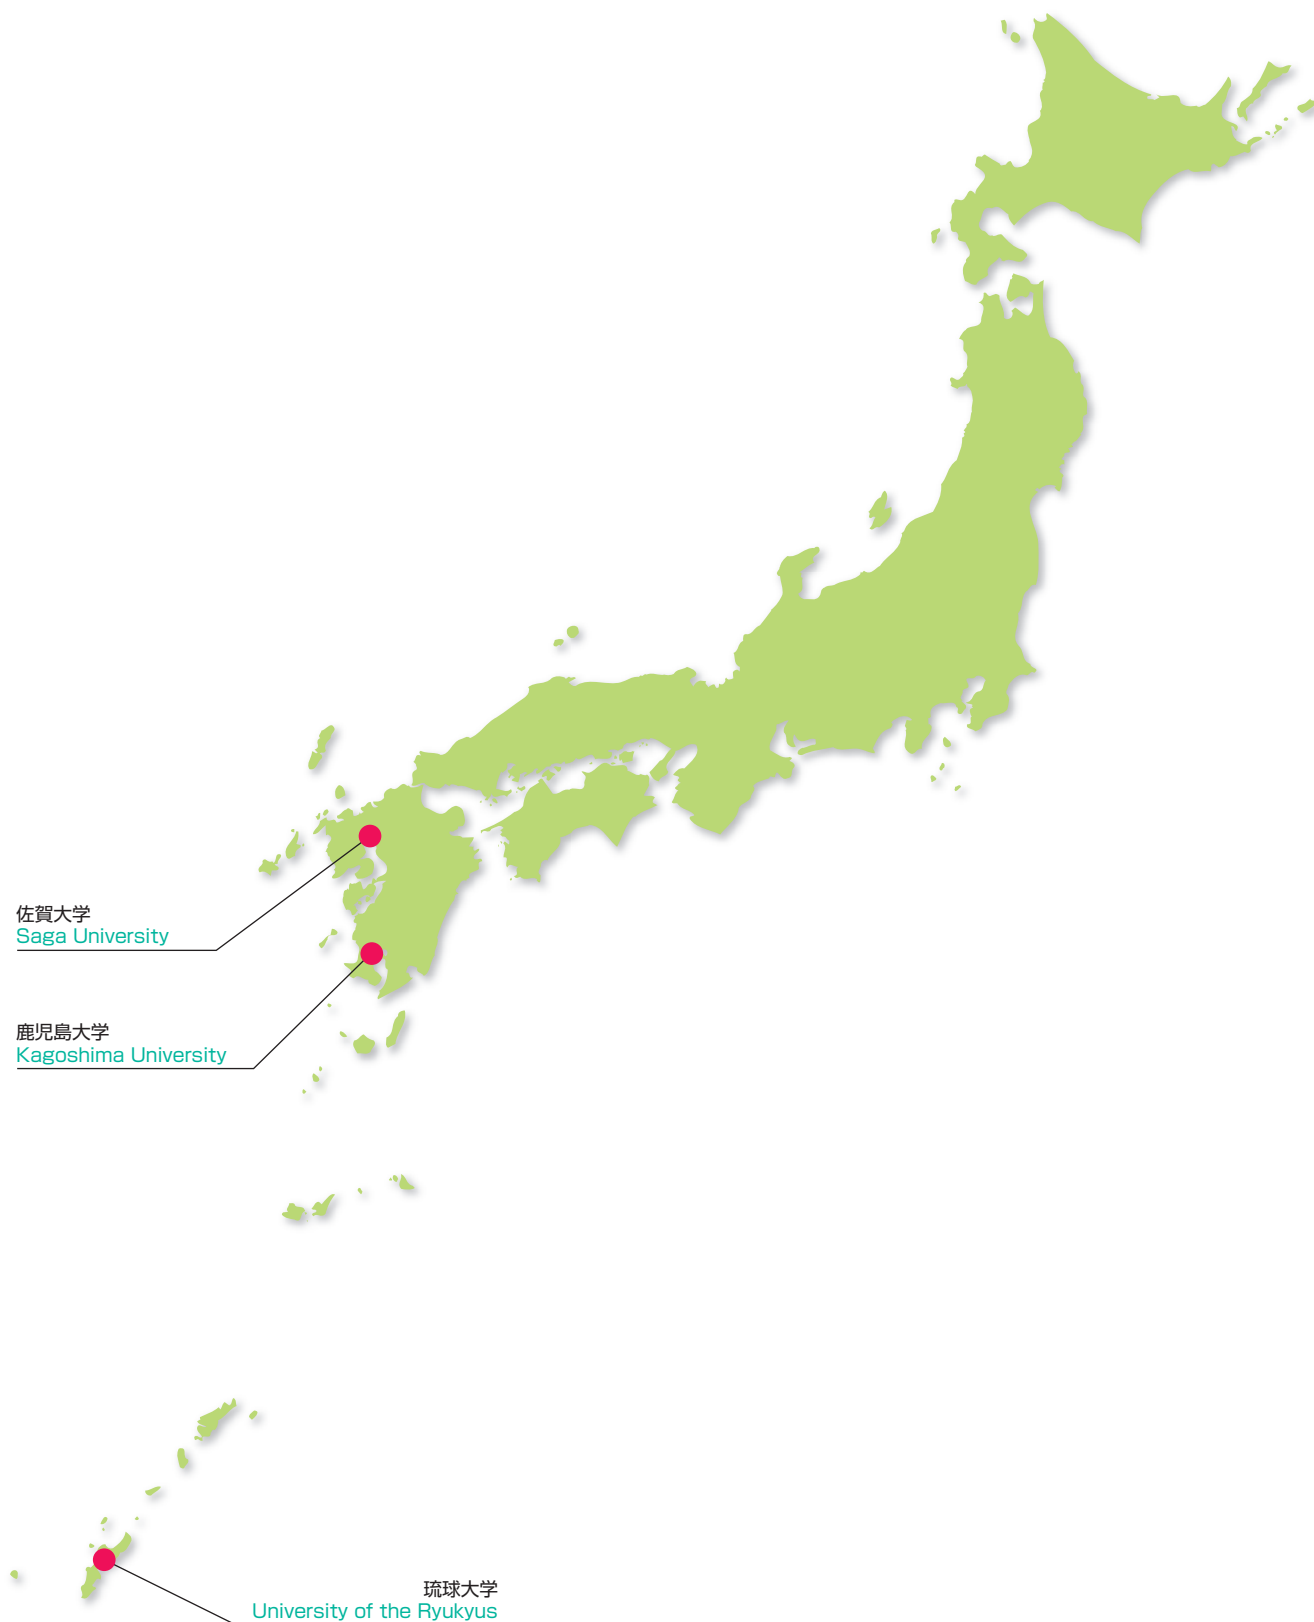 佐賀大学
Saga University
鹿児島大学
Kagoshima University
琉球大学
University of the Ryukyus